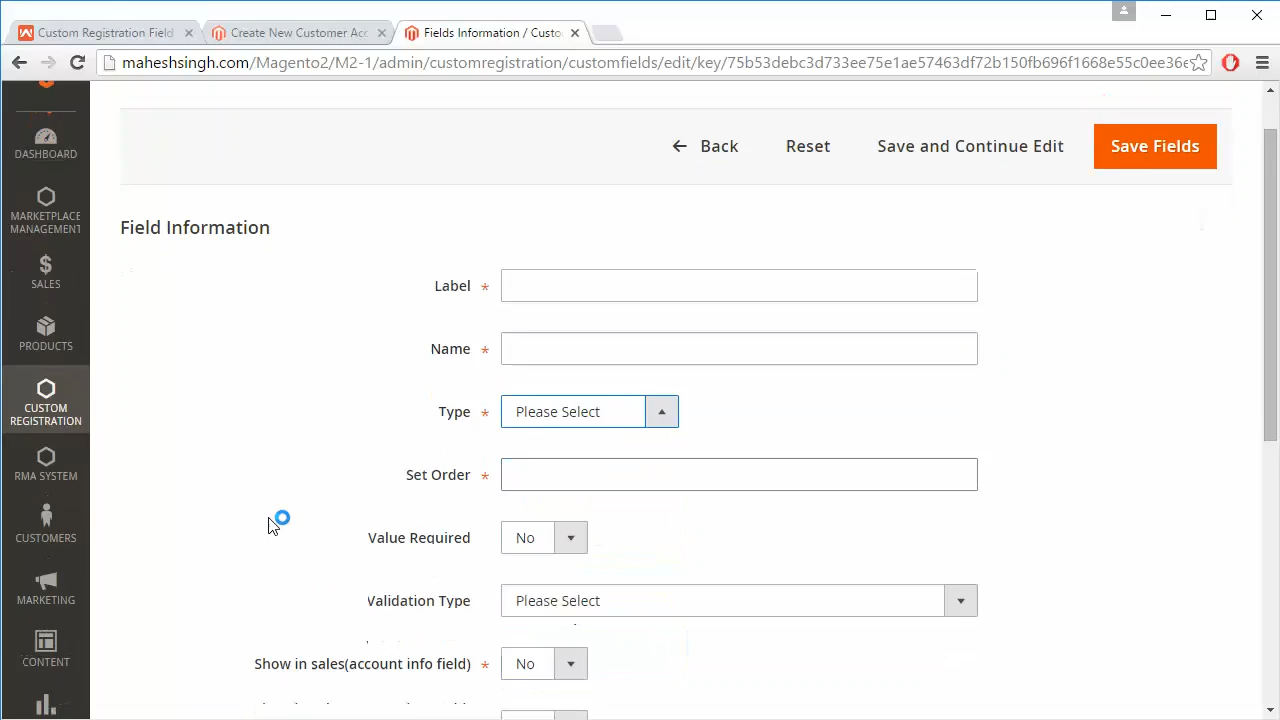 Custom Registration Field
Create New Customer Acc
Fields Information / Custo
maheshsingh.com/Magento2/M2-1/admin/customregistration/customfields/edit/key/75b53debc3d733ee75e1ae57463df72b150fb696f1668e55c0ee36e
Back
Reset
Save and Continue Edit
Save Fields
DASHBOARD
MARKETPLACE
MANAGEMENT
SALES
PRODUCTS
CUSTOM
REGISTRATION
RMA SYSTEM
CUSTOMERS
MARKETING
CONTENT
Field Information
Label *
Name *
Type * Please Select
Set Order *
Value Required No
Validation Type Please Select
Show in sales(account info field) * No